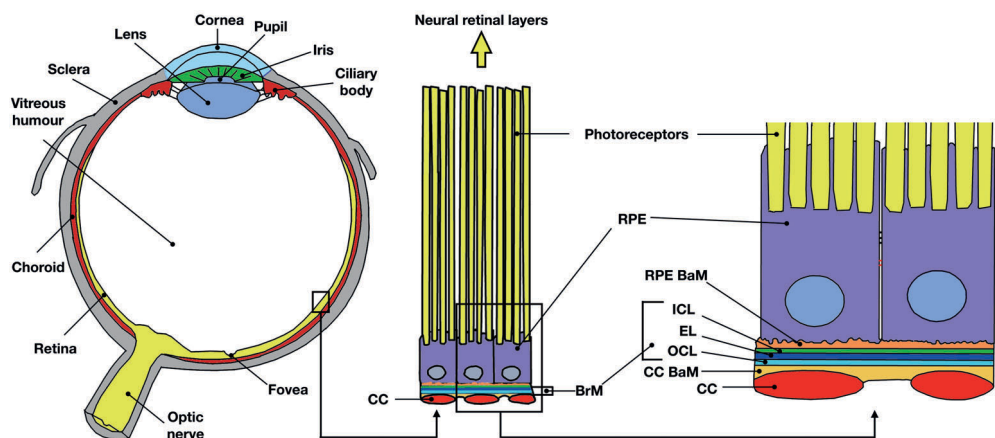 Cornea
Pupil
Lens
Iris
Sclera
Ciliary
body
Vitreous
humour
Choroid
Retina
Fovea
Optic
nerve
Neural retinal layers
Photoreceptors
RPE
RPE BaM
ICL
EL
OCL
BrM
CC BaM
CC
CC